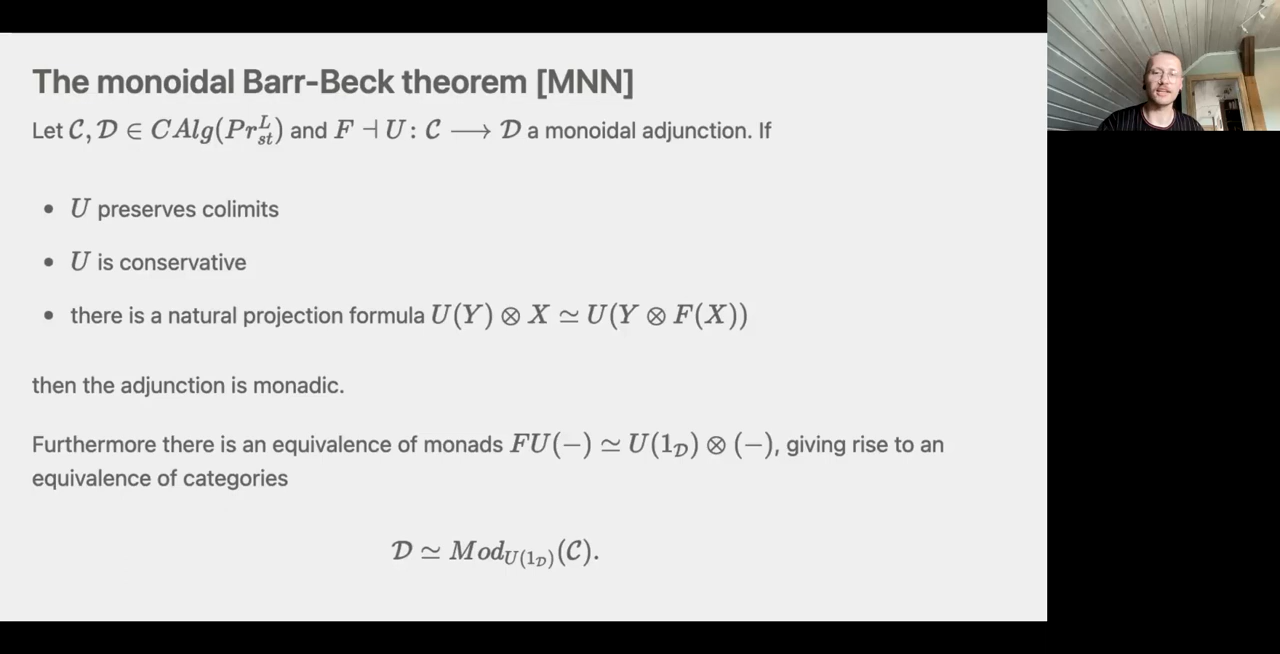 The monoidal Barr-Beck theorem [MNN]
Let 𝒞, 𝒟 ∈ CAlg(Pr^L_st) and F ⊣ U : 𝒞 ⟶ 𝒟 a monoidal adjunction. If
• U preserves colimits
• U is conservative
• there is a natural projection formula U(Y) ⊗ X ≃ U(Y ⊗ F(X))
then the adjunction is monadic.
Furthermore there is an equivalence of monads FU(−) ≃ U(1_𝒟) ⊗ (−), giving rise to an
equivalence of categories
𝒟 ≃ Mod_{U(1_𝒟)}(𝒞).